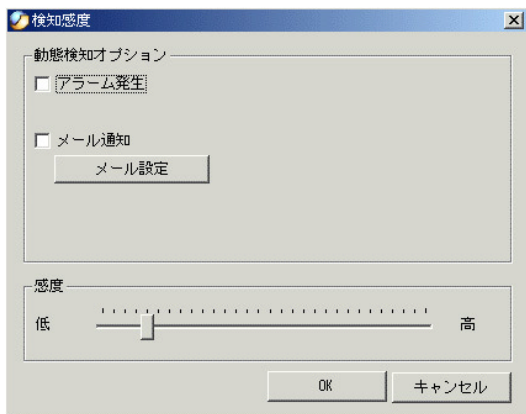 検知感度
動態検知オプション
アラーム発生
メール通知
メール設定
感度
低
高
OK
キャンセル